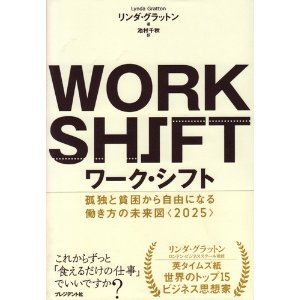 Lynda Gratton
リンダ・グラットン
著
池村千秋
訳
WORK
SHIFT
ワーク・シフト
孤独と貧困から自由になる
働き方の未来図〈2025〉
これからずっと
「食えるだけの仕事」
でいいですか?
プレジデント社
リンダ・グラットン
ロンドン・ビジネススクール教授
英タイムズ紙
世界のトップ15
ビジネス思想家